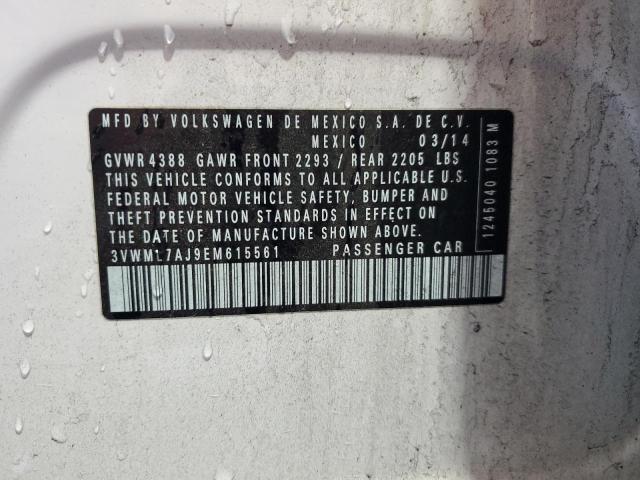 MFD BY VOLKSWAGEN DE MEXICO S.A. DE C.V.
MEXICO 03/14
GVWR 4388 GAWR FRONT 2293 / REAR 2205 LBS
THIS VEHICLE CONFORMS TO ALL APPLICABLE U.S.
FEDERAL MOTOR VEHICLE SAFETY, BUMPER AND
THEFT PREVENTION STANDARDS IN EFFECT ON
THE DATE OF MANUFACTURE SHOWN ABOVE.
3VWML7AJ9EM615561 PASSENGER CAR
1245040 1083 M